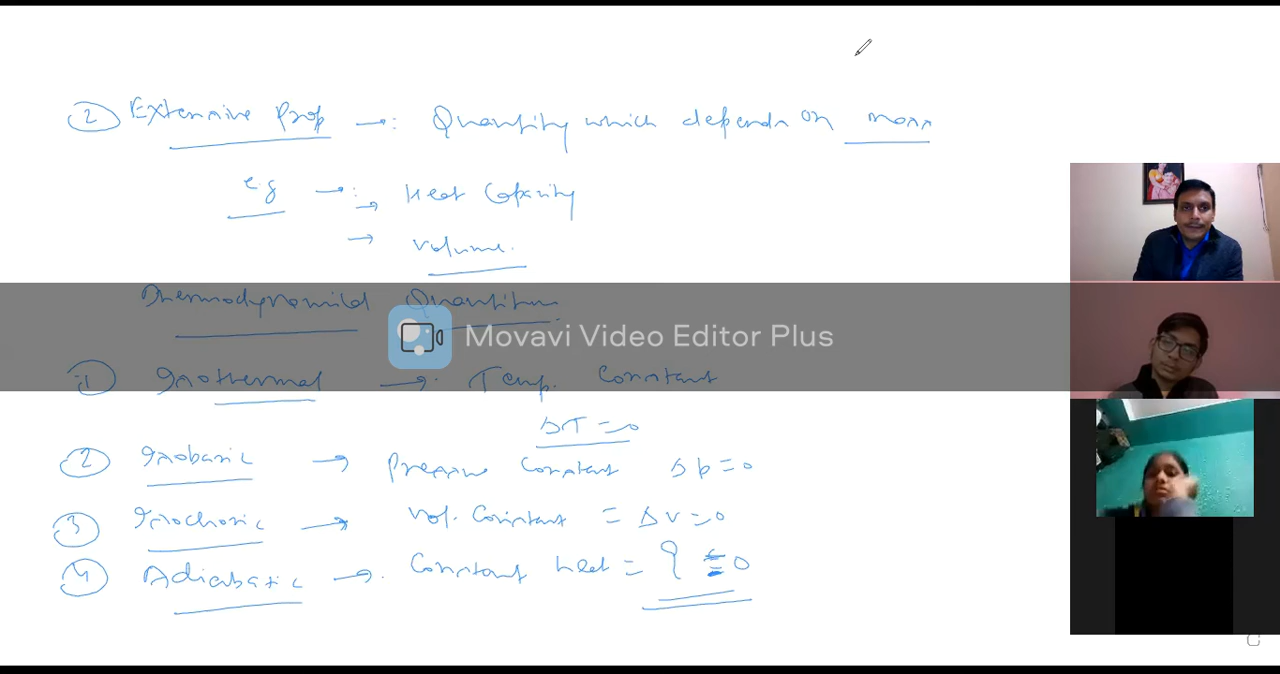 ② Extensive Prop →: Quantity which depends on mass
e.g →: → Heat Capacity
→ Volume.
Thermodynamical Quantities
Movavi Video Editor Plus
① Isothermal →. Temp. Constant
ΔT = 0
② Isobaric → Pressure Constant Δp = 0
③ Isochoric → Vol. Constant = ΔV = 0
④ Adiabatic →. Constant heat = q = 0